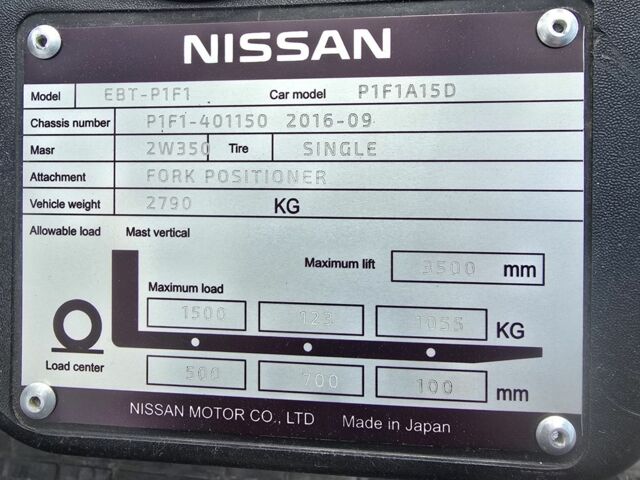 NISSAN
Model EBT-P1F1 Car model P1F1A15D
Chassis number P1F1-401150 2016-09
Masr 2W350 Tire SINGLE
Attachment FORK POSITIONER
Vehicle weight 2790 KG
Allowable load Mast vertical
Maximum lift 3500 mm
Maximum load
1500 123 1055 KG
Load center
500 700 100 mm
NISSAN MOTOR CO., LTD Made in Japan